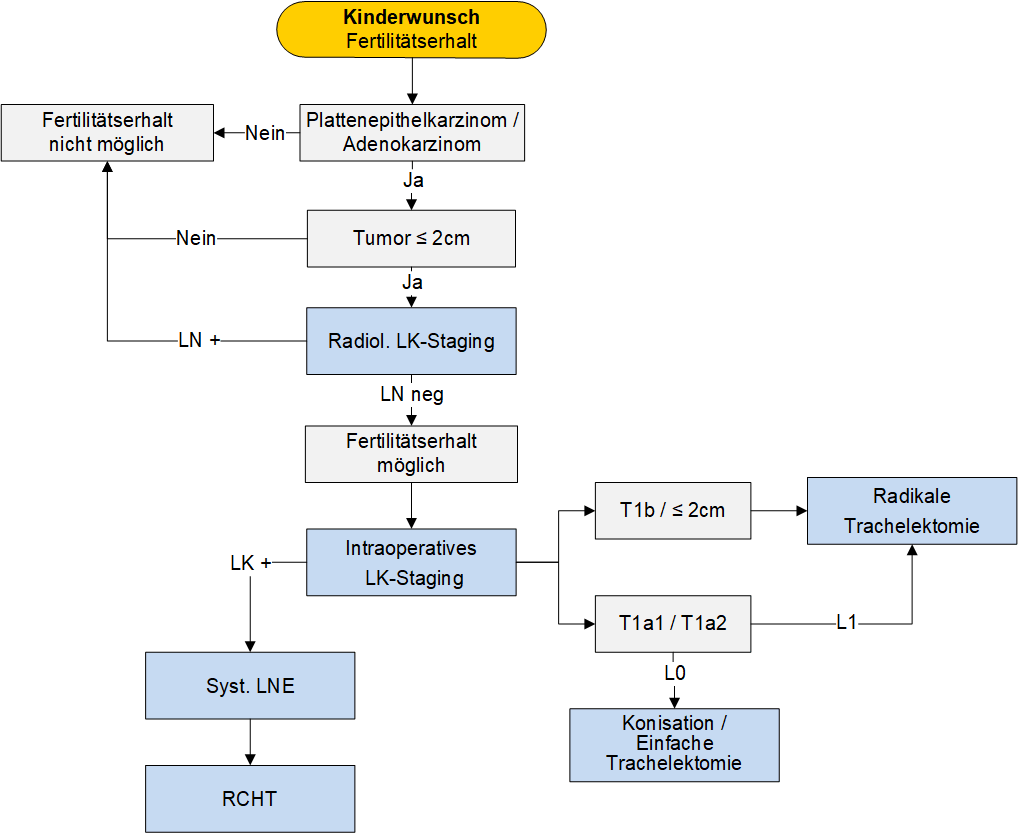 Kinderwunsch
Fertilitätserhalt
Fertilitätserhalt
nicht möglich
Nein
Plattenepithelkarzinom /
Adenokarzinom
Ja
Nein
Tumor ≤ 2cm
Ja
LN +
Radiol. LK-Staging
LN neg
Fertilitätserhalt
möglich
T1b / ≤ 2cm
Radikale
Trachelektomie
LK +
Intraoperatives
LK-Staging
T1a1 / T1a2
L1
L0
Syst. LNE
Konisation /
Einfache
Trachelektomie
RCHT